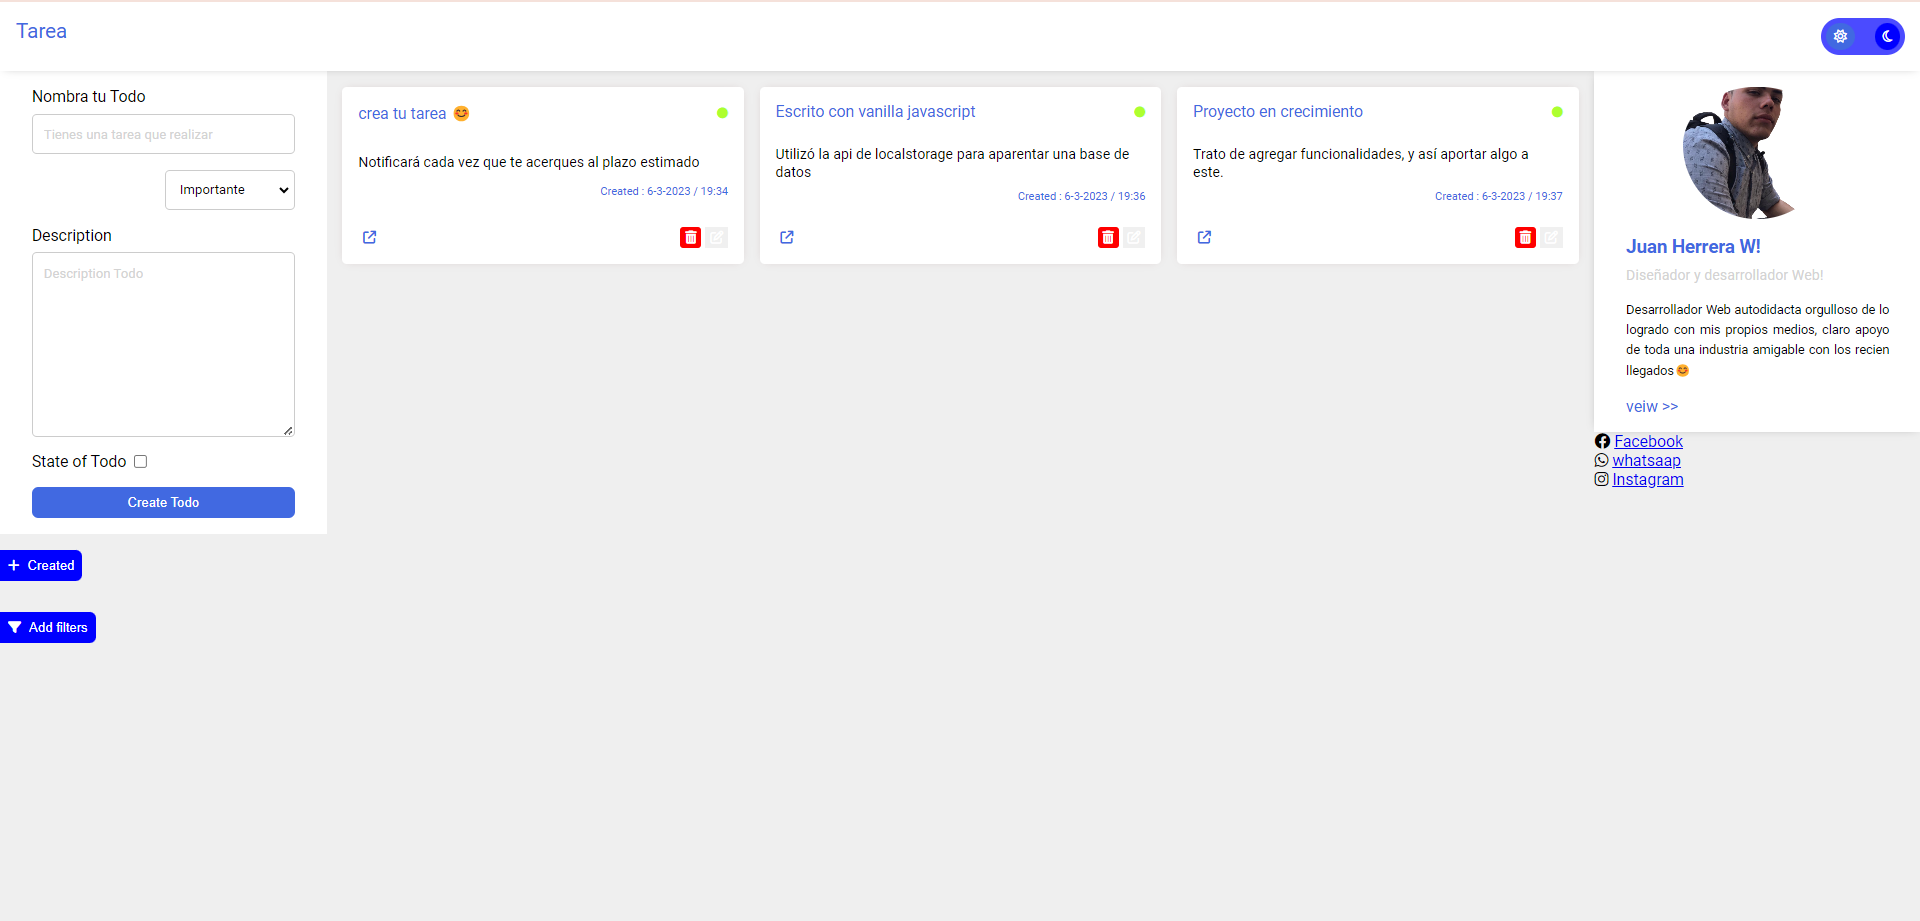 Tarea
Nombra tu Todo
Tienes una tarea que realizar
Importante
Description
Description Todo
State of Todo
Create Todo
+ Created
Add filters
crea tu tarea 😊
Notificará cada vez que te acerques al plazo estimado
Created : 6-3-2023 / 19:34
Escrito con vanilla javascript
Utilizó la api de localstorage para aparentar una base de
datos
Created : 6-3-2023 / 19:36
Proyecto en crecimiento
Trato de agregar funcionalidades, y así aportar algo a
este.
Created : 6-3-2023 / 19:37
Juan Herrera W!
Diseñador y desarrollador Web!
Desarrollador Web autodidacta orgulloso de lo
logrado con mis propios medios, claro apoyo
de toda una industria amigable con los recien
llegados😊
veiw >>
Facebook
whatsaap
Instagram